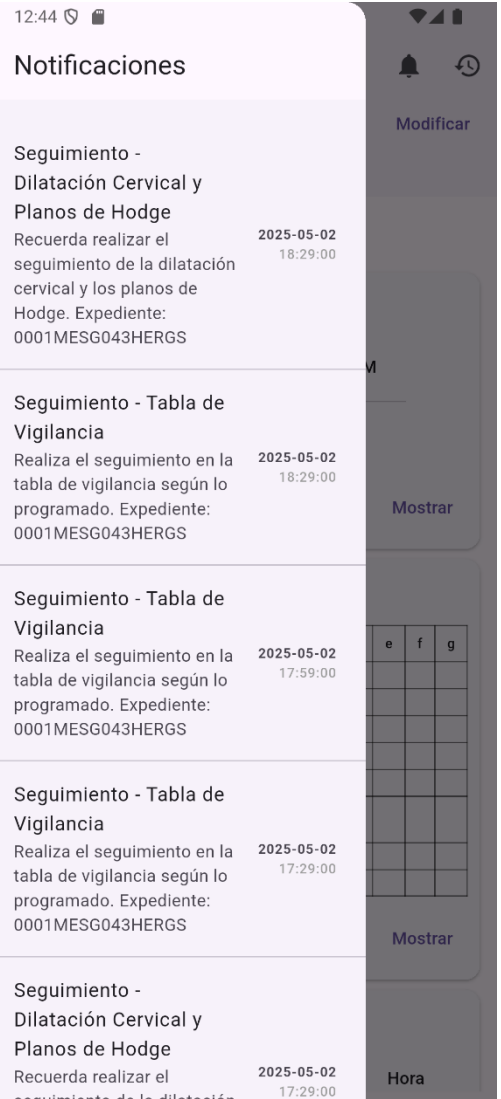 12:44
Notificaciones
Modificar
Seguimiento -
Dilatación Cervical y
Planos de Hodge
Recuerda realizar el
seguimiento de la dilatación
cervical y los planos de
Hodge. Expediente:
0001MESG043HERGS
2025-05-02
18:29:00
M
Seguimiento - Tabla de
Vigilancia
Realiza el seguimiento en la
tabla de vigilancia según lo
programado. Expediente:
0001MESG043HERGS
2025-05-02
18:29:00
Mostrar
Seguimiento - Tabla de
Vigilancia
Realiza el seguimiento en la
tabla de vigilancia según lo
programado. Expediente:
0001MESG043HERGS
2025-05-02
17:59:00
e f g
Seguimiento - Tabla de
Vigilancia
Realiza el seguimiento en la
tabla de vigilancia según lo
programado. Expediente:
0001MESG043HERGS
2025-05-02
17:29:00
Mostrar
Seguimiento -
Dilatación Cervical y
Planos de Hodge
Recuerda realizar el
seguimiento de la dilatación
2025-05-02
17:29:00
Hora